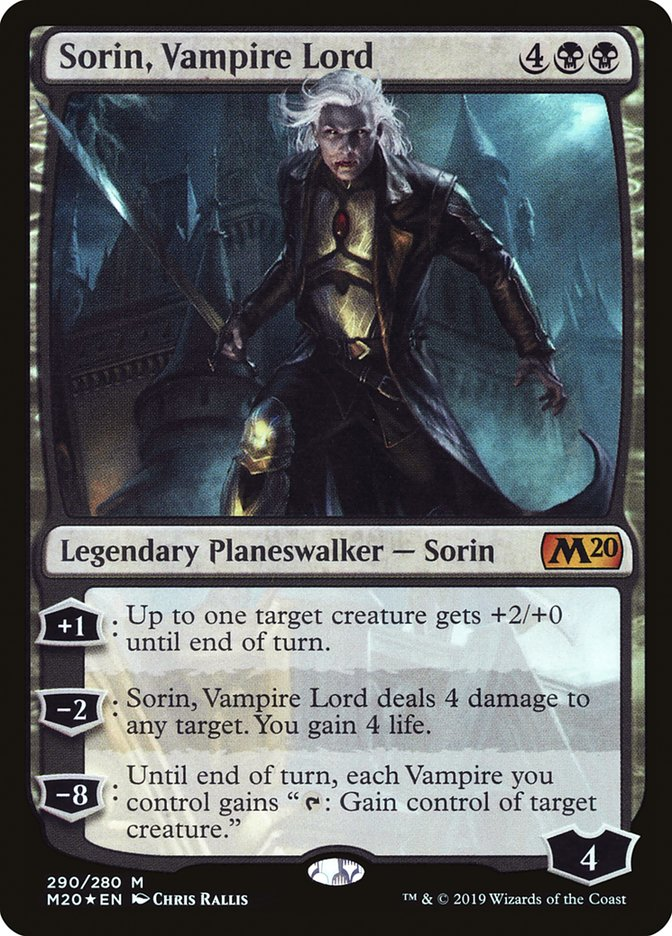 Sorin, Vampire Lord 4
Legendary Planeswalker — Sorin M20
+1 : Up to one target creature gets +2/+0
until end of turn.
−2 : Sorin, Vampire Lord deals 4 damage to
any target. You gain 4 life.
−8 : Until end of turn, each Vampire you
control gains “ : Gain control of target
creature.”
4
290/280 M
M20★EN CHRIS RALLIS
™ & © 2019 Wizards of the Coast